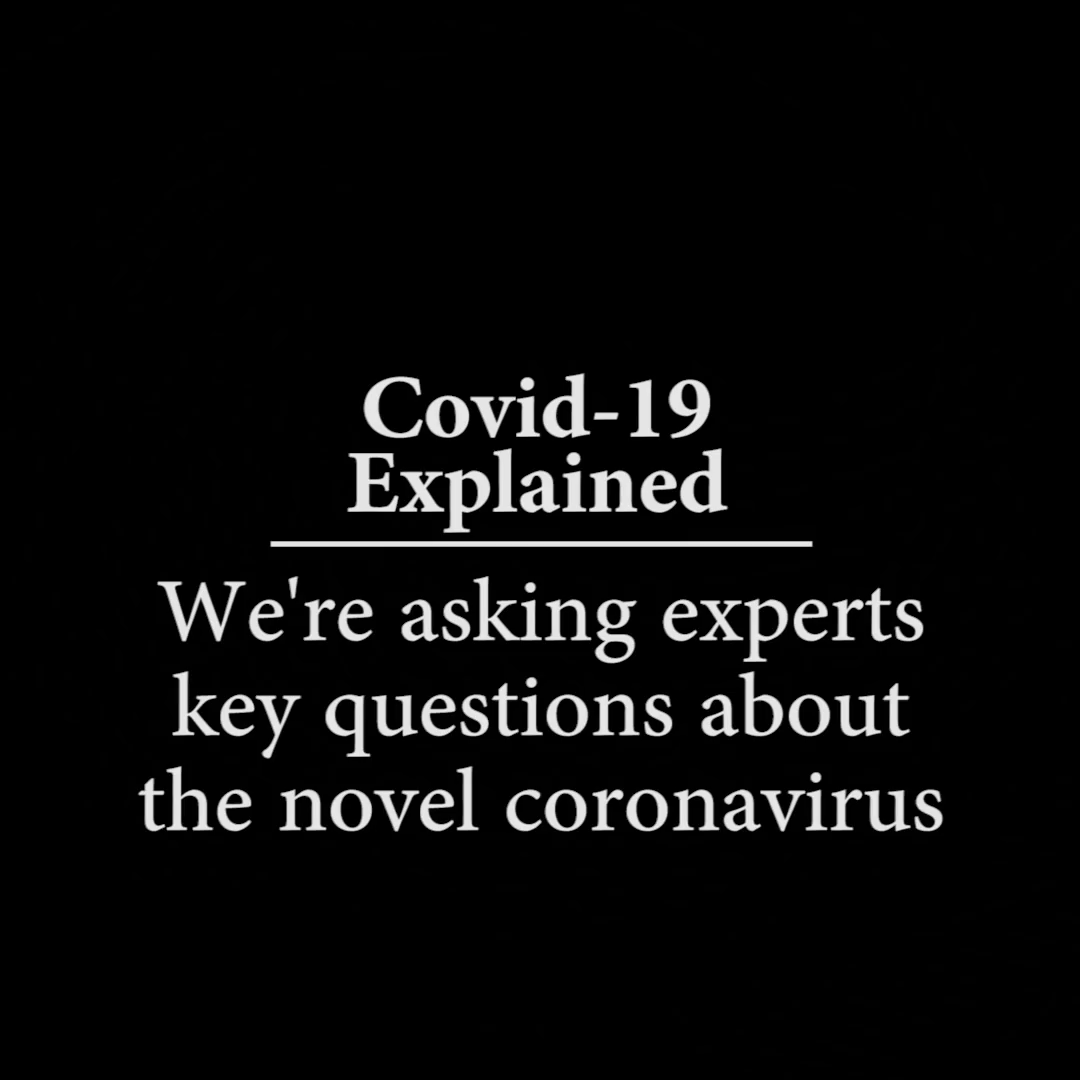 Covid-19
Explained
We're asking experts
key questions about
the novel coronavirus